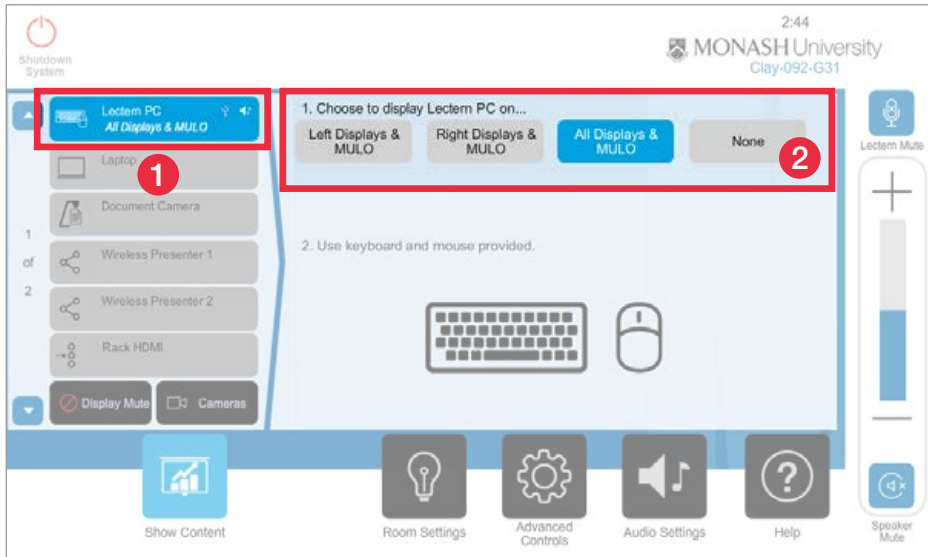 2:44
Shutdown
System
MONASH University
Clay-092-G31
Lectern PC
All Displays & MULO
1
Laptop
Document Camera
Wireless Presenter 1
Wireless Presenter 2
Rack HDMI
1
of
2
Display Mute
Cameras
1. Choose to display Lectern PC on...
Left Displays &
MULO
Right Displays &
MULO
All Displays &
MULO
None
2
2. Use keyboard and mouse provided.
Lectern Mute
Speaker
Mute
Show Content
Room Settings
Advanced
Controls
Audio Settings
?
Help